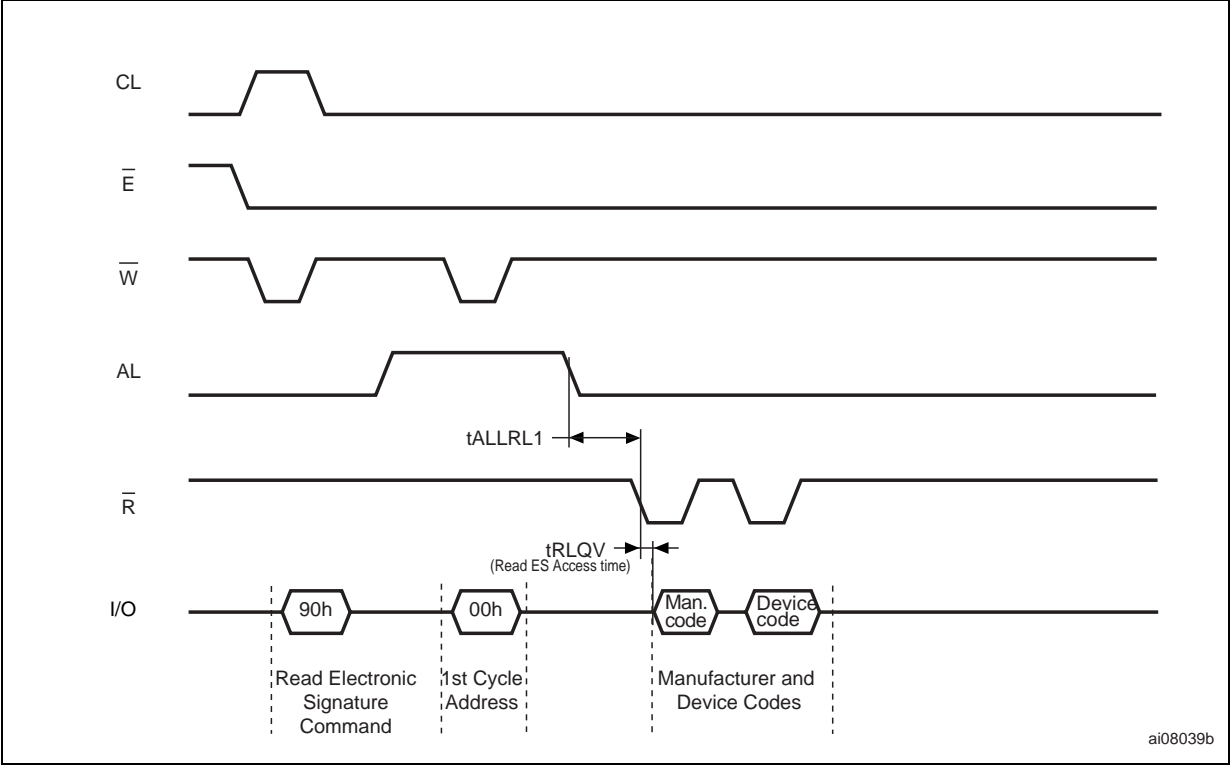 CL
E
W
AL
tALLRL1
R
tRLQV
(Read ES Access time)
I/O
90h
00h
Man.
code
Device
code
Read Electronic
Signature
Command
1st Cycle
Address
Manufacturer and
Device Codes
ai08039b